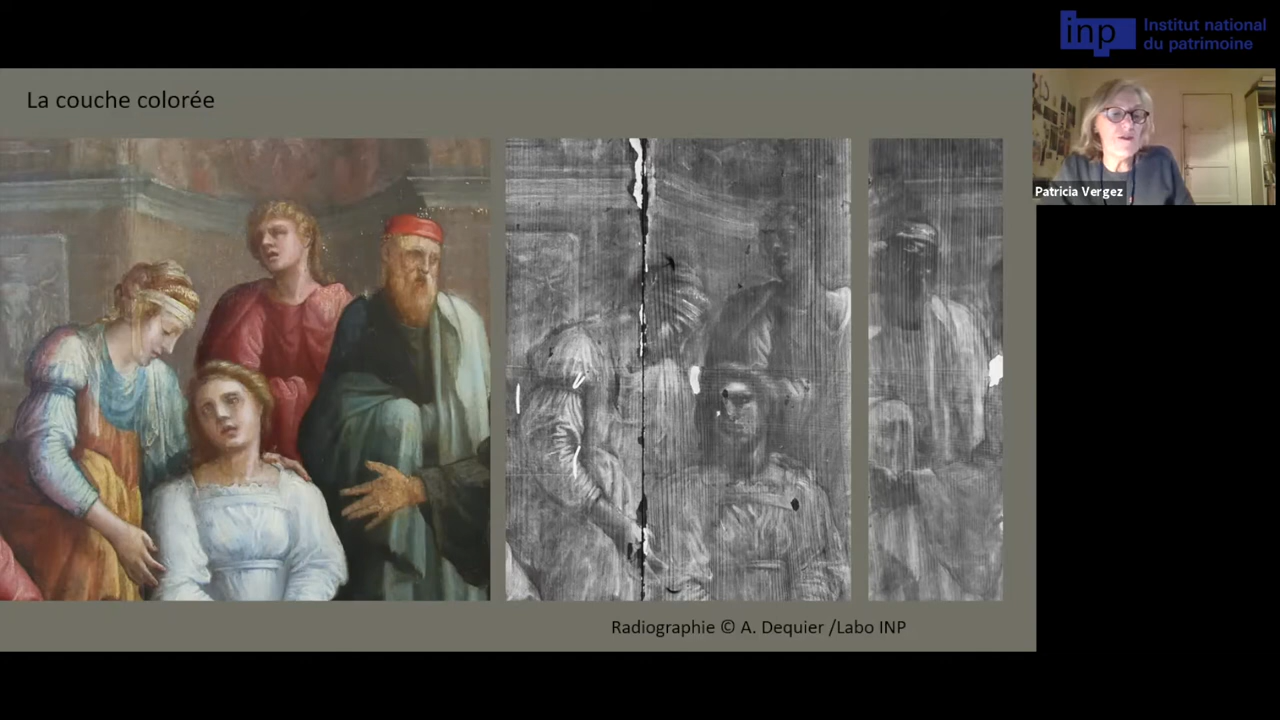 inp
Institut national
du patrimoine
La couche colorée
Patricia Vergez
Radiographie © A. Dequier /Labo INP